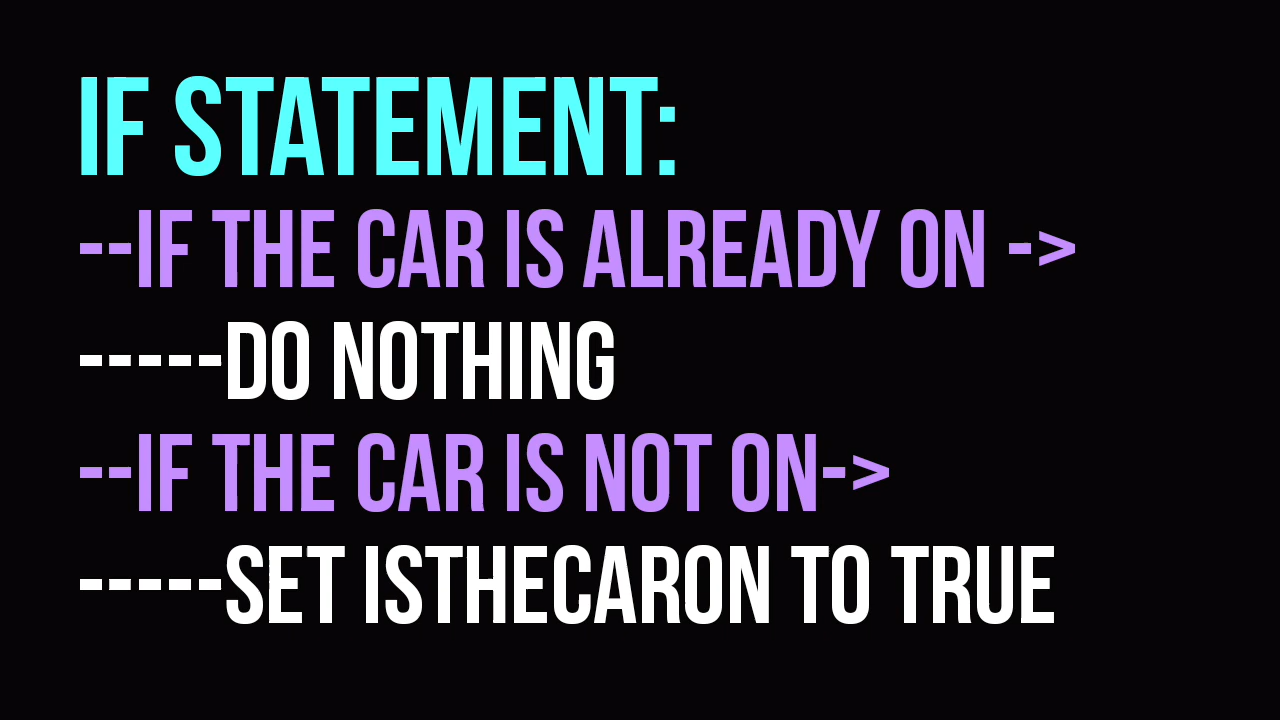 IF STATEMENT:
--IF THE CAR IS ALREADY ON ->
-----DO NOTHING
--IF THE CAR IS NOT ON->
-----SET ISTHECARON TO TRUE